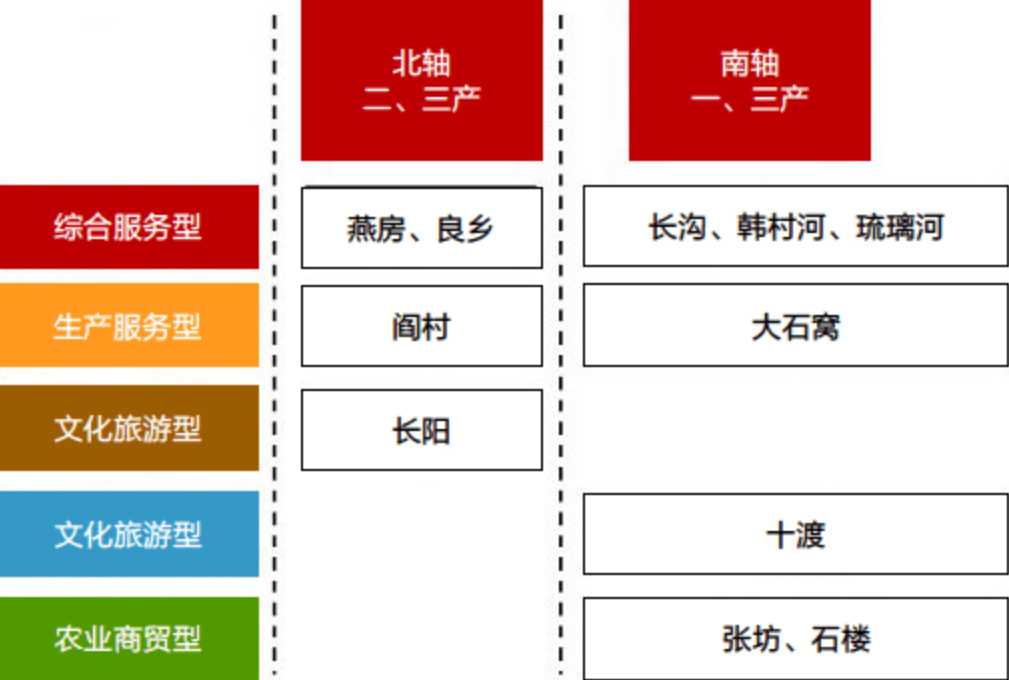 北轴
二、三产
南轴
一、三产
综合服务型
燕房、良乡
长沟、韩村河、琉璃河
生产服务型
阎村
大石窝
文化旅游型
长阳
文化旅游型
十渡
农业商贸型
张坊、石楼